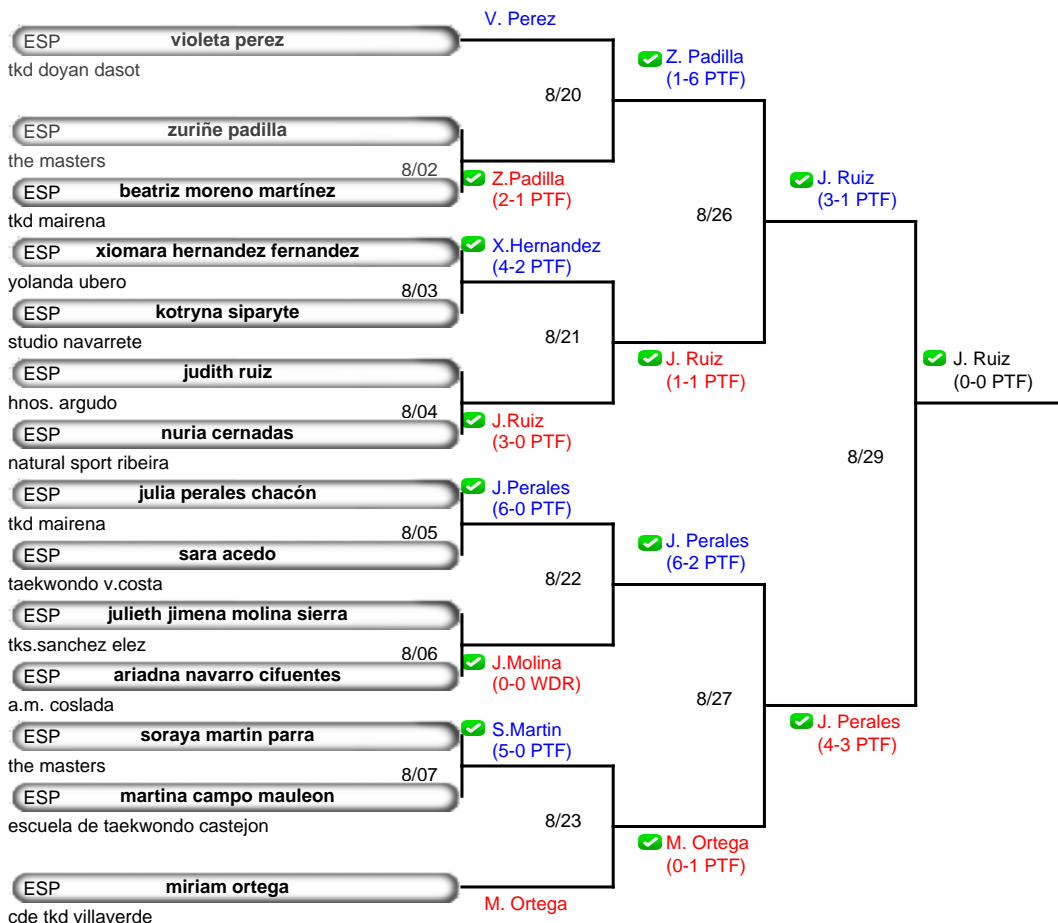 V. Perez
ESP violeta perez
tkd doyan dasot
Z. Padilla
(1-6 PTF)
8/20
ESP zuriñe padilla
the masters
8/02
Z.Padilla
(2-1 PTF)
ESP beatriz moreno martínez
tkd mairena
J. Ruiz
(3-1 PTF)
8/26
ESP xiomara hernandez fernandez
yolanda ubero
X.Hernandez
(4-2 PTF)
8/03
ESP kotryna siparyte
studio navarrete
8/21
J. Ruiz
(1-1 PTF)
J. Ruiz
(0-0 PTF)
ESP judith ruiz
hnos. argudo
8/04
J.Ruiz
(3-0 PTF)
ESP nuria cernadas
natural sport ribeira
8/29
ESP julia perales chacón
tkd mairena
J.Perales
(6-0 PTF)
8/05
ESP sara acedo
taekwondo v.costa
J. Perales
(6-2 PTF)
8/22
ESP julieth jimena molina sierra
tks.sanchez elez
8/06
J.Molina
(0-0 WDR)
ESP ariadna navarro cifuentes
a.m. coslada
8/27
J. Perales
(4-3 PTF)
ESP soraya martin parra
the masters
S.Martin
(5-0 PTF)
8/07
ESP martina campo mauleon
escuela de taekwondo castejon
8/23
M. Ortega
(0-1 PTF)
ESP miriam ortega
cde tkd villaverde
M. Ortega